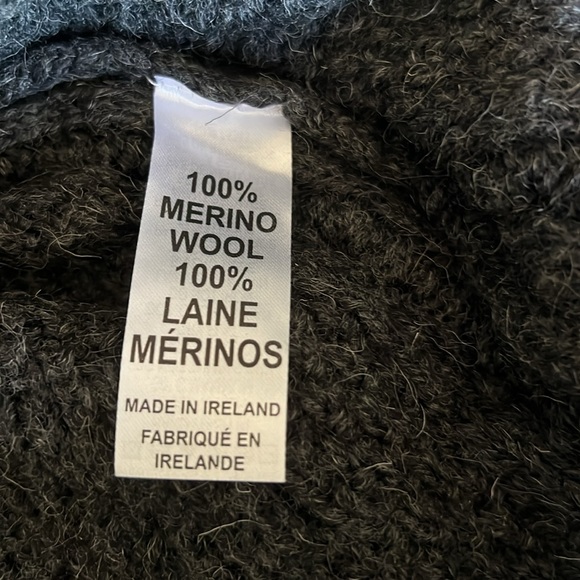 100%
MERINO
WOOL
100%
LAINE
MÉRINOS
MADE IN IRELAND
FABRIQUÉ EN
IRELANDE